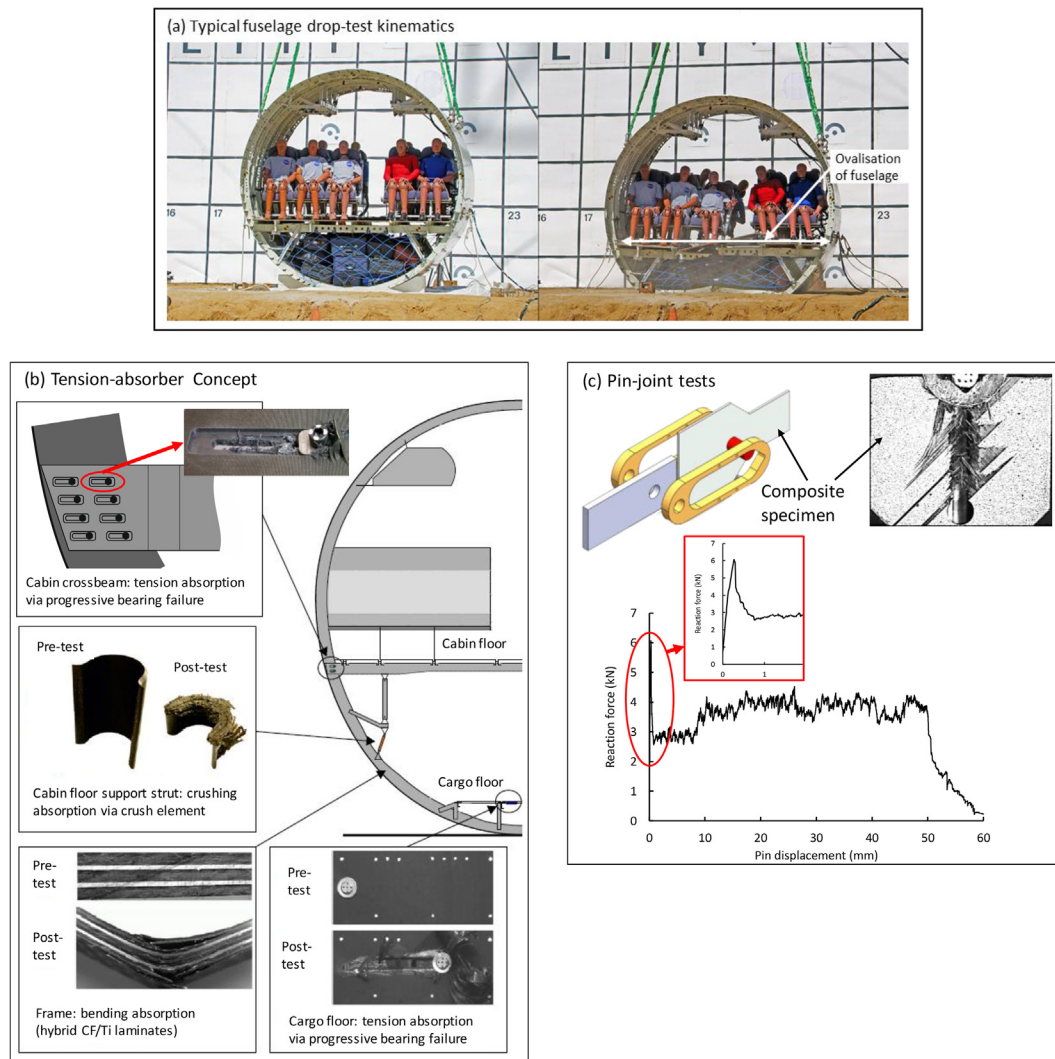 (a) Typical fuselage drop-test kinematics
L I T Y
16
17
23
16
17
23
Ovalisation
of fuselage
(b) Tension-absorber Concept
Cabin crossbeam: tension absorption
via progressive bearing failure
Pre-test
Post-test
Cabin floor support strut: crushing
absorption via crush element
Cabin floor
Cargo floor
Pre-
test
Post-
test
Frame: bending absorption
(hybrid CF/Ti laminates)
Pre-
test
Post-
test
Cargo floor: tension absorption
via progressive bearing failure
(c) Pin-joint tests
Composite
specimen
Reaction force (kN)
7
6
5
4
3
2
1
0
0
1
Reaction force (kN)
7
6
5
4
3
2
1
0
0
10
20
30
40
50
60
Pin displacement (mm)